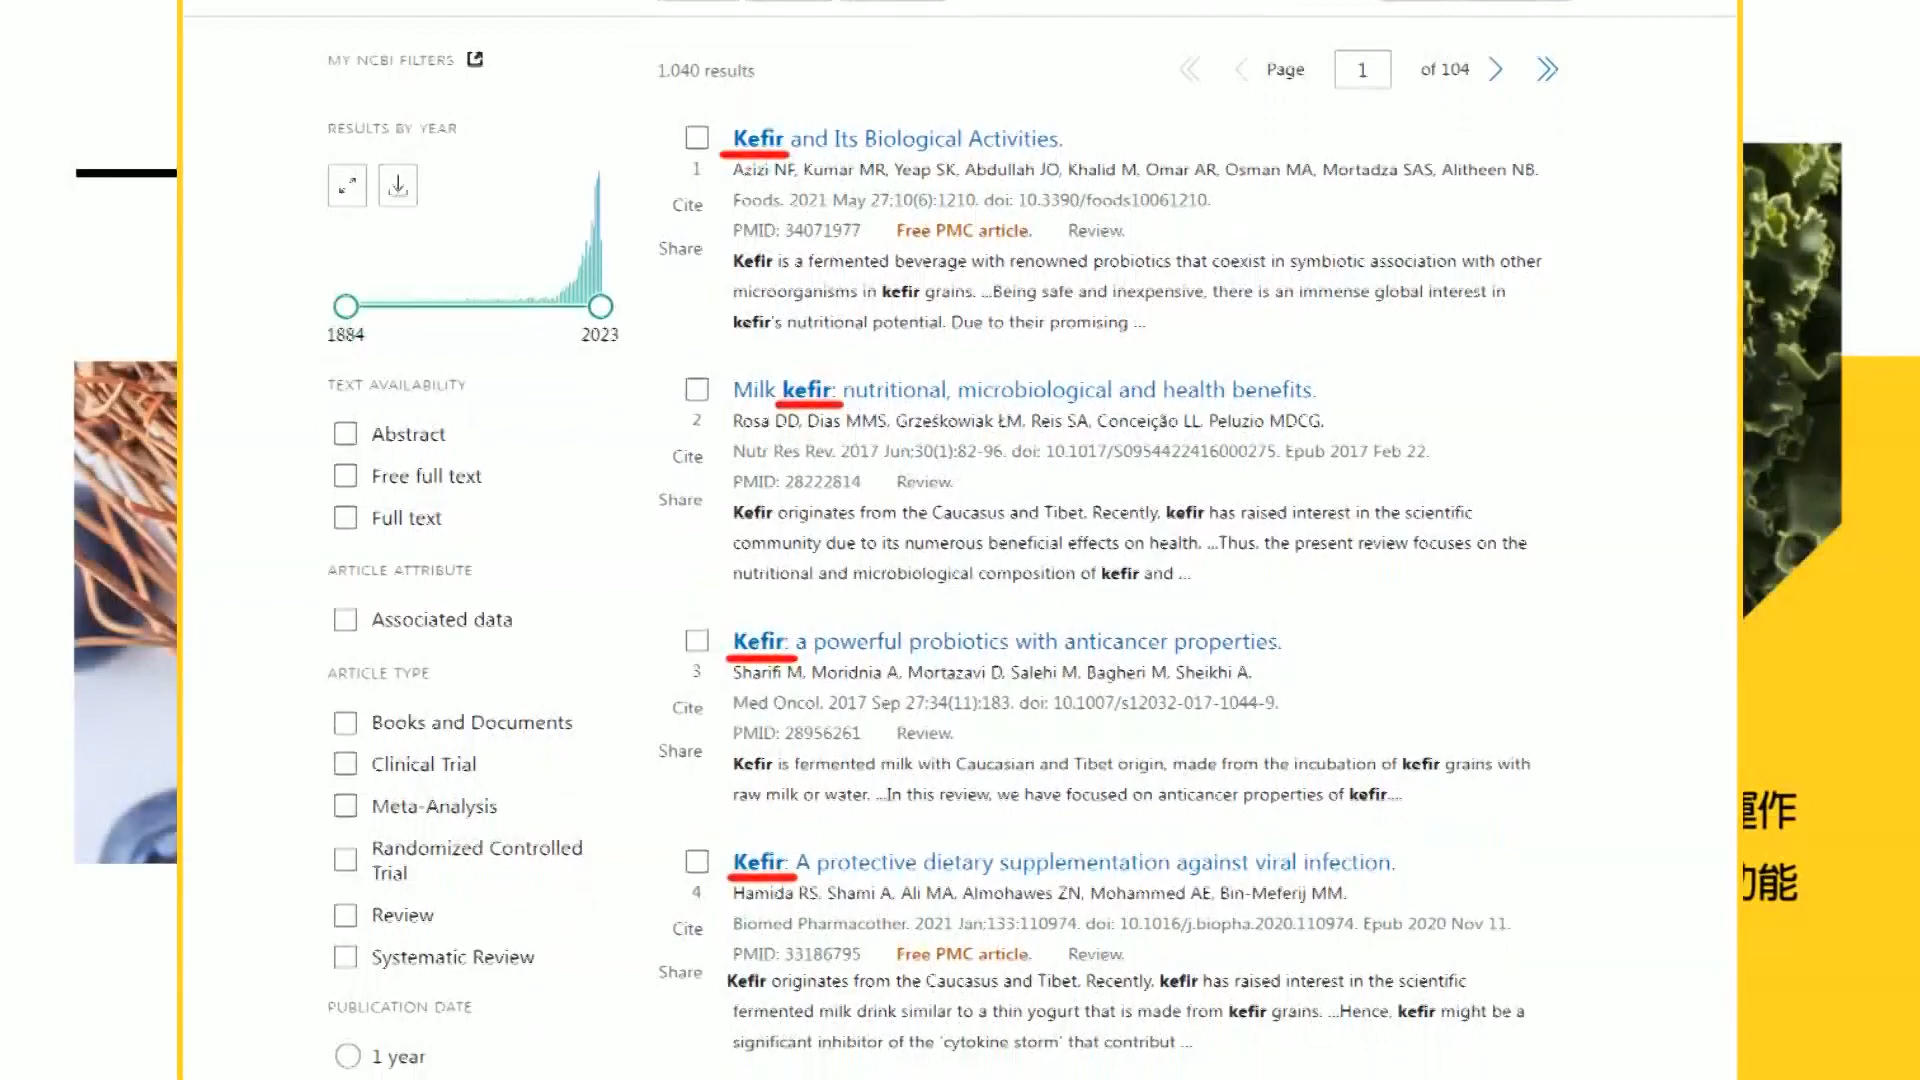 MY NCBI FILTERS
1.040 results
Page 1 of 104
RESULTS BY YEAR
1884 2023
TEXT AVAILABILITY
Abstract
Free full text
Full text
ARTICLE ATTRIBUTE
Associated data
ARTICLE TYPE
Books and Documents
Clinical Trial
Meta-Analysis
Randomized Controlled
Trial
Review
Systematic Review
PUBLICATION DATE
1 year
Kefir and Its Biological Activities.
1
Azizi NF, Kumar MR, Yeap SK, Abdullah JO, Khalid M, Omar AR, Osman MA, Mortadza SAS, Alitheen NB.
Cite
Foods. 2021 May 27;10(6):1210. doi: 10.3390/foods10061210.
PMID: 34071977 Free PMC article. Review.
Share
Kefir is a fermented beverage with renowned probiotics that coexist in symbiotic association with other
microorganisms in kefir grains. ...Being safe and inexpensive, there is an immense global interest in
kefir's nutritional potential. Due to their promising ...
Milk kefir: nutritional, microbiological and health benefits.
2
Rosa DD, Dias MMS, Grześkowiak ŁM, Reis SA, Conceição LL, Peluzio MDCG.
Cite
Nutr Res Rev. 2017 Jun;30(1):82-96. doi: 10.1017/S0954422416000275. Epub 2017 Feb 22.
PMID: 28222814 Review.
Share
Kefir originates from the Caucasus and Tibet. Recently, kefir has raised interest in the scientific
community due to its numerous beneficial effects on health. ...Thus, the present review focuses on the
nutritional and microbiological composition of kefir and ...
Kefir: a powerful probiotics with anticancer properties.
3
Sharifi M, Moridnia A, Mortazavi D, Salehi M, Bagheri M, Sheikhi A.
Cite
Med Oncol. 2017 Sep 27;34(11):183. doi: 10.1007/s12032-017-1044-9.
PMID: 28956261 Review.
Share
Kefir is fermented milk with Caucasian and Tibet origin, made from the incubation of kefir grains with
raw milk or water. ...In this review, we have focused on anticancer properties of kefir....
Kefir: A protective dietary supplementation against viral infection.
4
Hamida RS, Shami A, Ali MA, Almohawes ZN, Mohammed AE, Bin-Meferij MM.
Cite
Biomed Pharmacother. 2021 Jan;133:110974. doi: 10.1016/j.biopha.2020.110974. Epub 2020 Nov 11.
PMID: 33186795 Free PMC article. Review.
Share
Kefir originates from the Caucasus and Tibet. Recently, kefir has raised interest in the scientific
fermented milk drink similar to a thin yogurt that is made from kefir grains. ...Hence, kefir might be a
significant inhibitor of the 'cytokine storm' that contribut ...
運作
功能